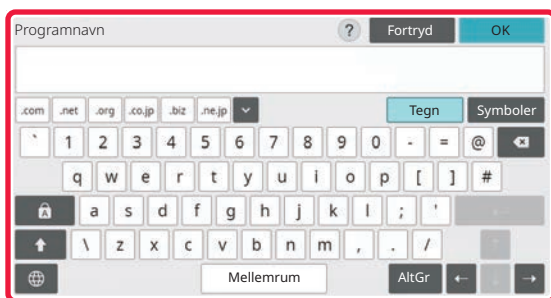 Programnavn ? Fortryd OK
.com .net .org .co.jp .biz .ne.jp Tegn Symboler
` 1 2 3 4 5 6 7 8 9 0 - = @
q w e r t y u i o p [ ] #
A a s d f g h j k l ; '
\ z x c v b n m , . /
Mellemrum AltGr ← ↓ →